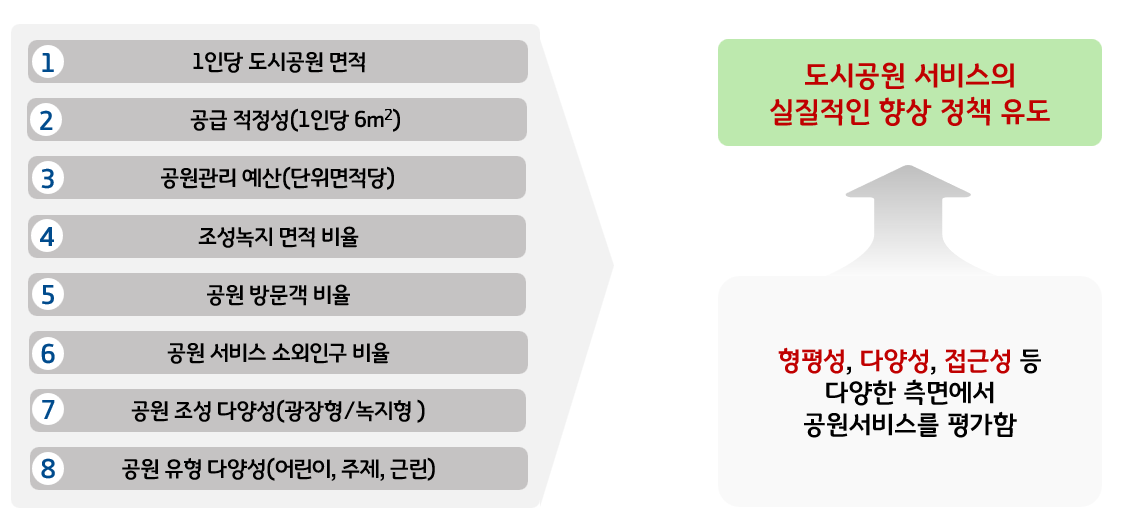 1 1인당 도시공원 면적
2 공급 적정성(1인당 6m²)
3 공원관리 예산(단위면적당)
4 조성녹지 면적 비율
5 공원 방문객 비율
6 공원 서비스 소외인구 비율
7 공원 조성 다양성(광장형/녹지형 )
8 공원 유형 다양성(어린이, 주제, 근린)
도시공원 서비스의
실질적인 향상 정책 유도
형평성, 다양성, 접근성 등
다양한 측면에서
공원서비스를 평가함